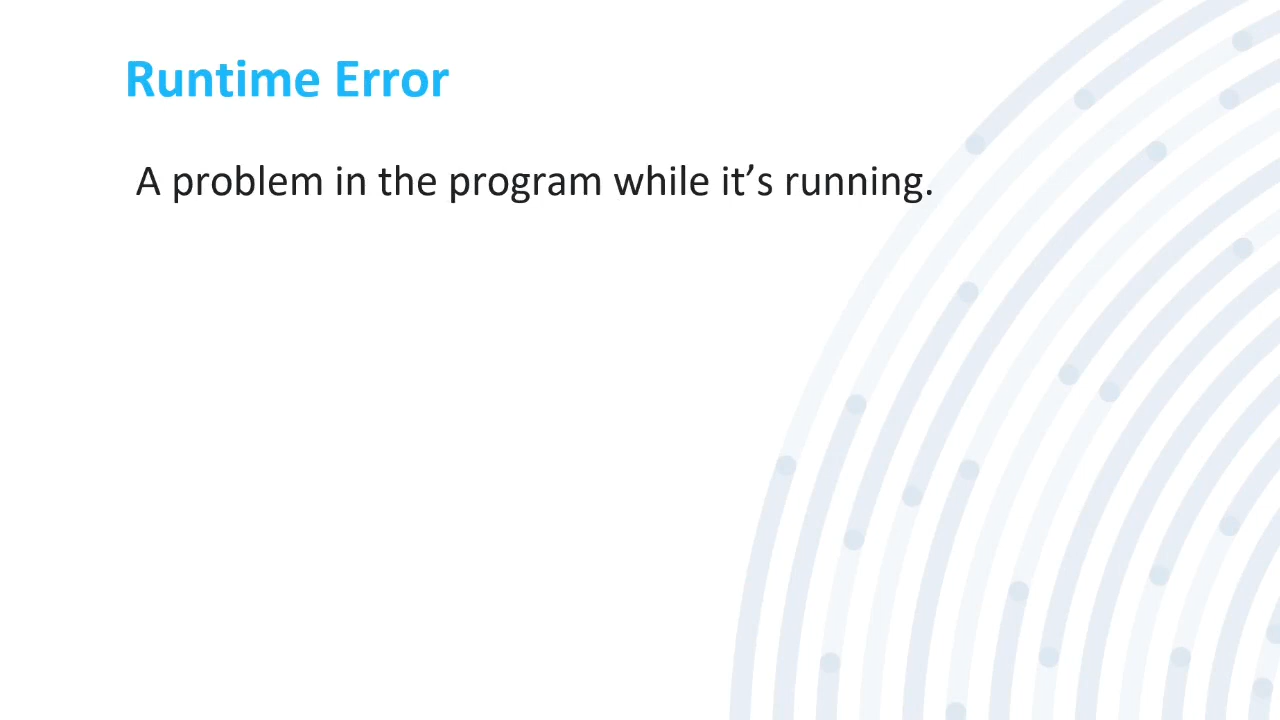 Runtime Error
A problem in the program while it’s running.